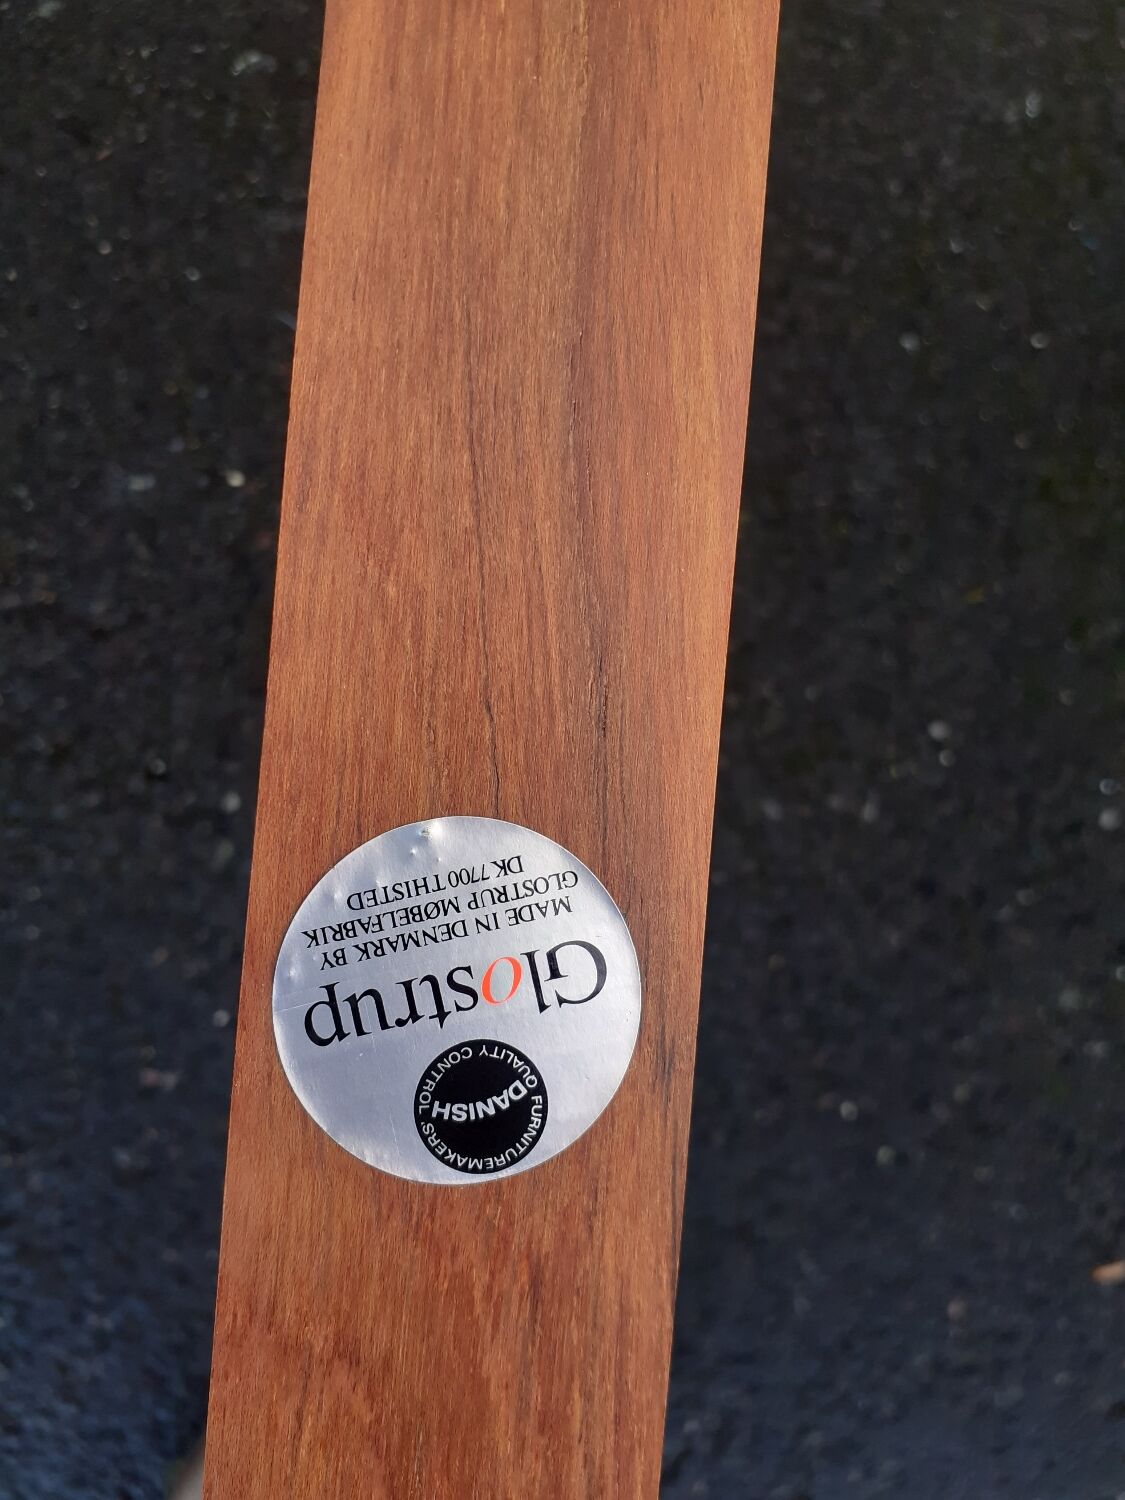 DANISH
FURNITUREMAKERS' QUALITY CONTROL
Glostrup
MADE IN DENMARK BY
GLOSTRUP MØBELFABRIK
DK 7700 THISTED